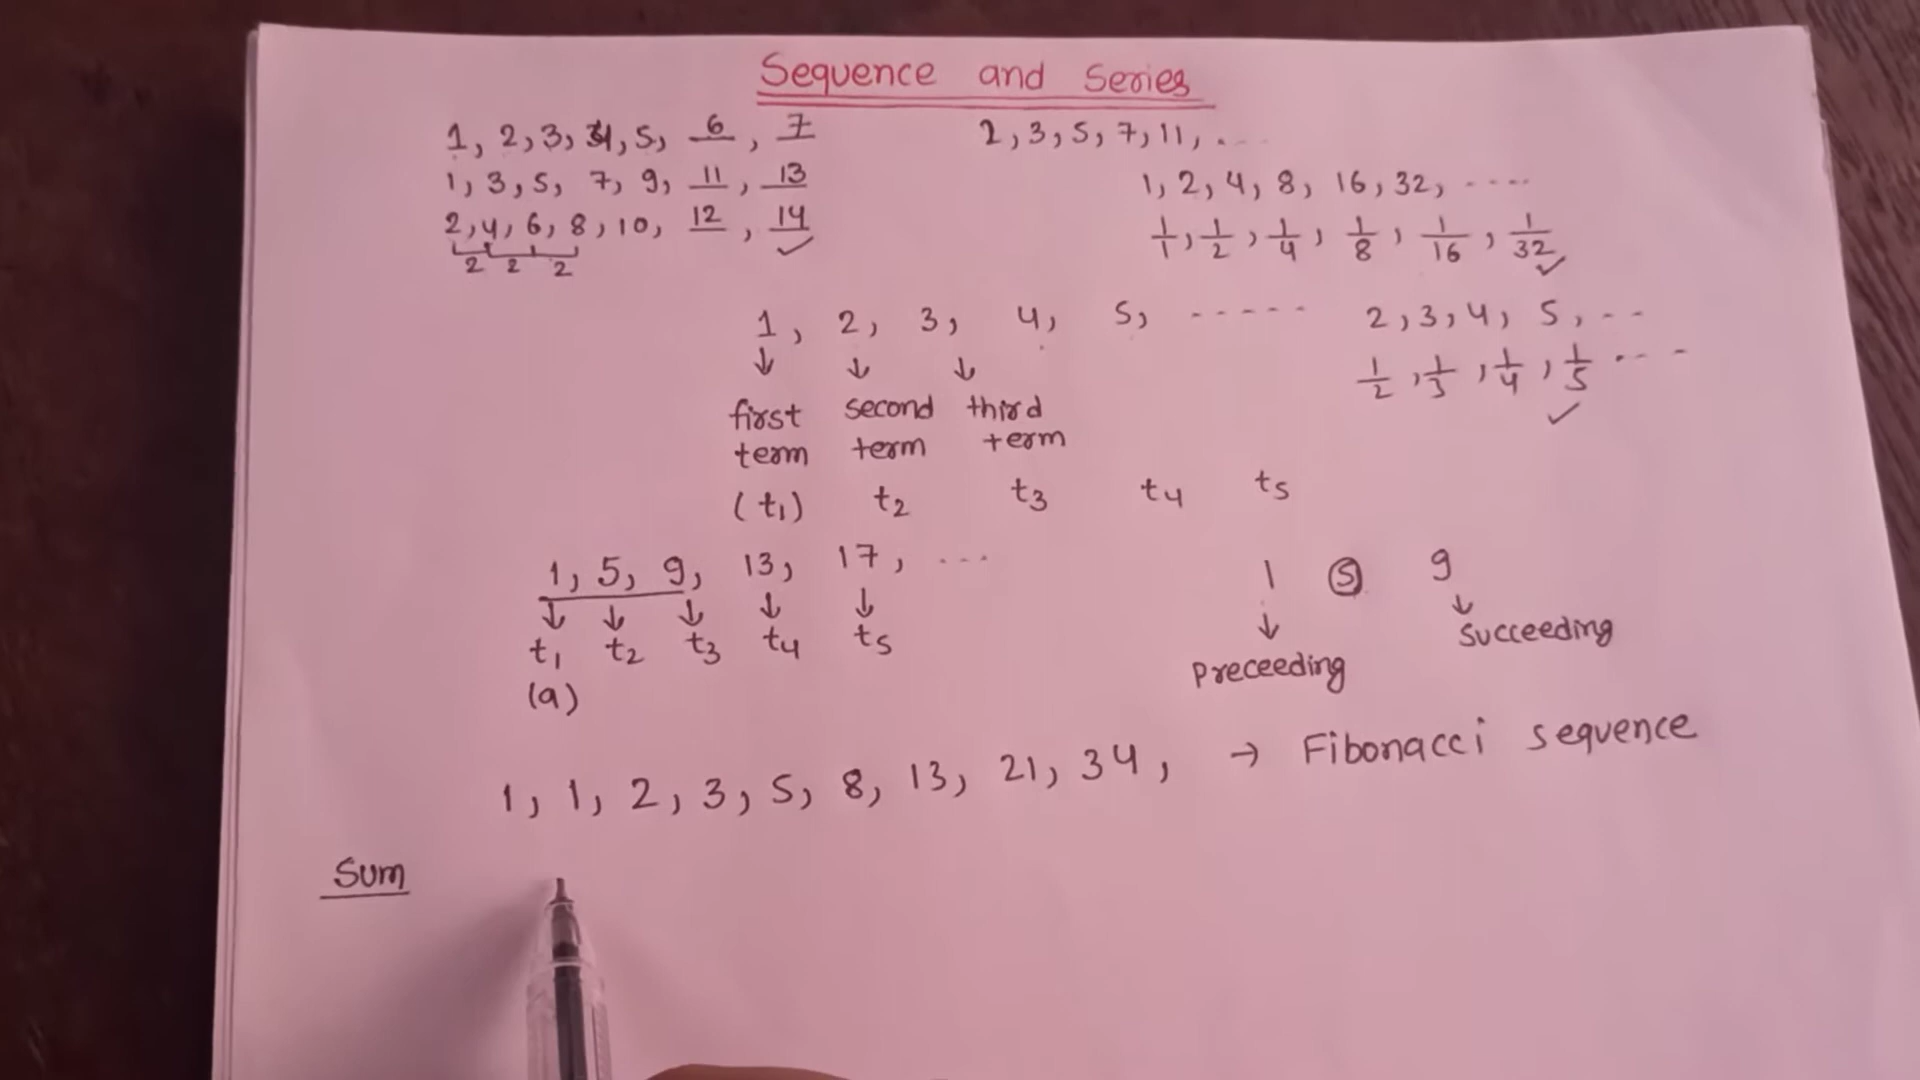 Sequence and Series
1, 2, 3, 4, 5, 6, 7
2, 3, 5, 7, 11, ...
1, 3, 5, 7, 9, 11, 13
1, 2, 4, 8, 16, 32, ....
2, 4, 6, 8, 10, 12, 14
1/1, 1/2, 1/4, 1/8, 1/16, 1/32
2 2 2
1, 2, 3, 4, 5, .....
2, 3, 4, 5, ...
1/2, 1/3, 1/4, 1/5 ....
↓ ↓ ↓
first second third
term term term
(t1) t2 t3 t4 t5
1, 5, 9, 13, 17, ...
1 5 9
↓ ↓ ↓ ↓ ↓
t1 t2 t3 t4 t5
(a)
↓ ↓
Succeeding
Preceeding
1, 1, 2, 3, 5, 8, 13, 21, 34, → Fibonacci sequence
Sum